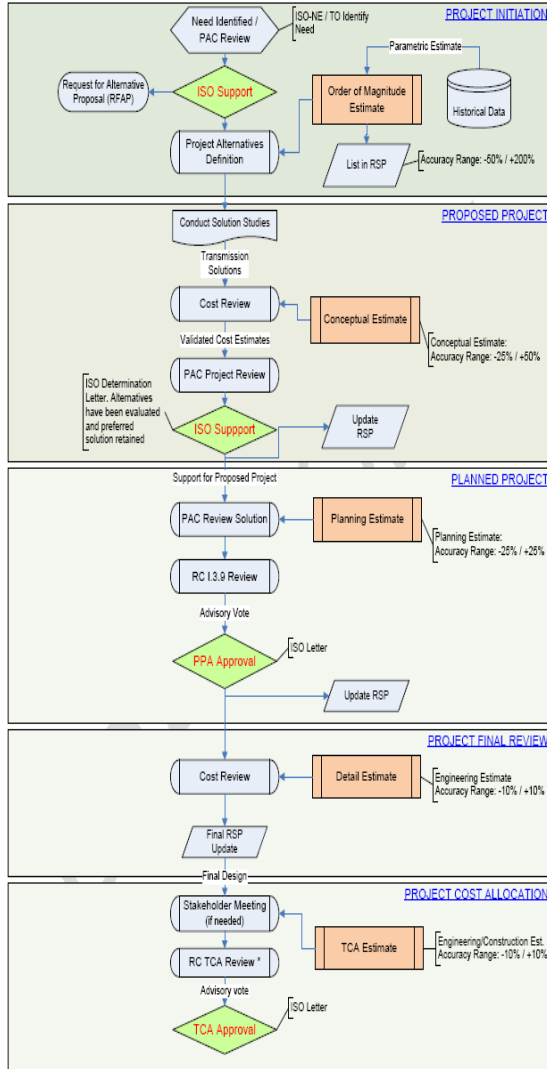 PROJECT INITIATION
Need Identified /
PAC Review
ISO-NE / TO Identify
Need
Parametric Estimate
Request for Alternative
Proposal (RFAP)
ISO Support
Order of Magnitude
Estimate
Historical Data
Project Alternatives
Definition
List in RSP
Accuracy Range: -50% / +200%
PROPOSED PROJECT
Conduct Solution Studies
Transmission
Solutions
Cost Review
Conceptual Estimate
Validated Cost Estimates
Conceptual Estimate:
Accuracy Range: -25% / +50%
PAC Project Review
ISO Determination
Letter. Alternatives
have been evaluated
and preferred
solution retained
ISO Suppport
Update
RSP
PLANNED PROJECT
Support for Proposed Project
PAC Review Solution
Planning Estimate
Planning Estimate:
Accuracy Range: -25% / +25%
RC I.3.9 Review
Advisory Vote
PPA Approval
ISO Letter
Update RSP
PROJECT FINAL REVIEW
Cost Review
Detail Estimate
Engineering Estimate
Accuracy Range: -10% / +10%
Final RSP
Update
Final Design
PROJECT COST ALLOCATION
Stakeholder Meeting
(if needed)
TCA Estimate
Engineering/Construction Est.
Accuracy Range: -10% / +10%
RC TCA Review *
Advisory vote
TCA Approval
ISO Letter